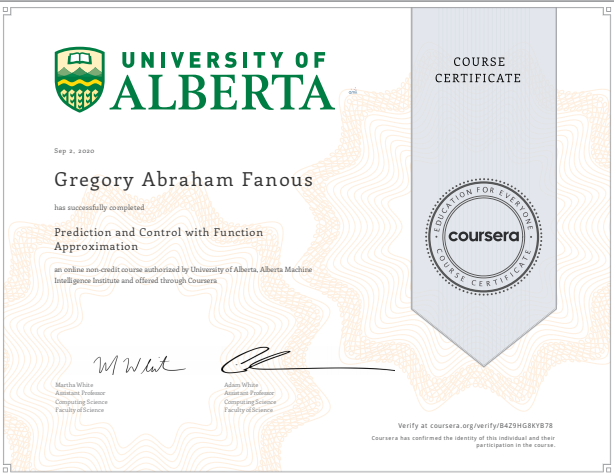 UNIVERSITY OF
ALBERTA
COURSE
CERTIFICATE
Sep 2, 2020
Gregory Abraham Fanous
has successfully completed
Prediction and Control with Function
Approximation
an online non-credit course authorized by University of Alberta, Alberta Machine
Intelligence Institute and offered through Coursera
EDUCATION FOR EVERYONE
coursera
COURSE CERTIFICATE
M White
Martha White
Assistant Professor
Computing Science
Faculty of Science
Adam White
Assistant Professor
Computing Science
Faculty of Science
Verify at coursera.org/verify/B4Z9HG8KYB78
Coursera has confirmed the identity of this individual and their
participation in the course.